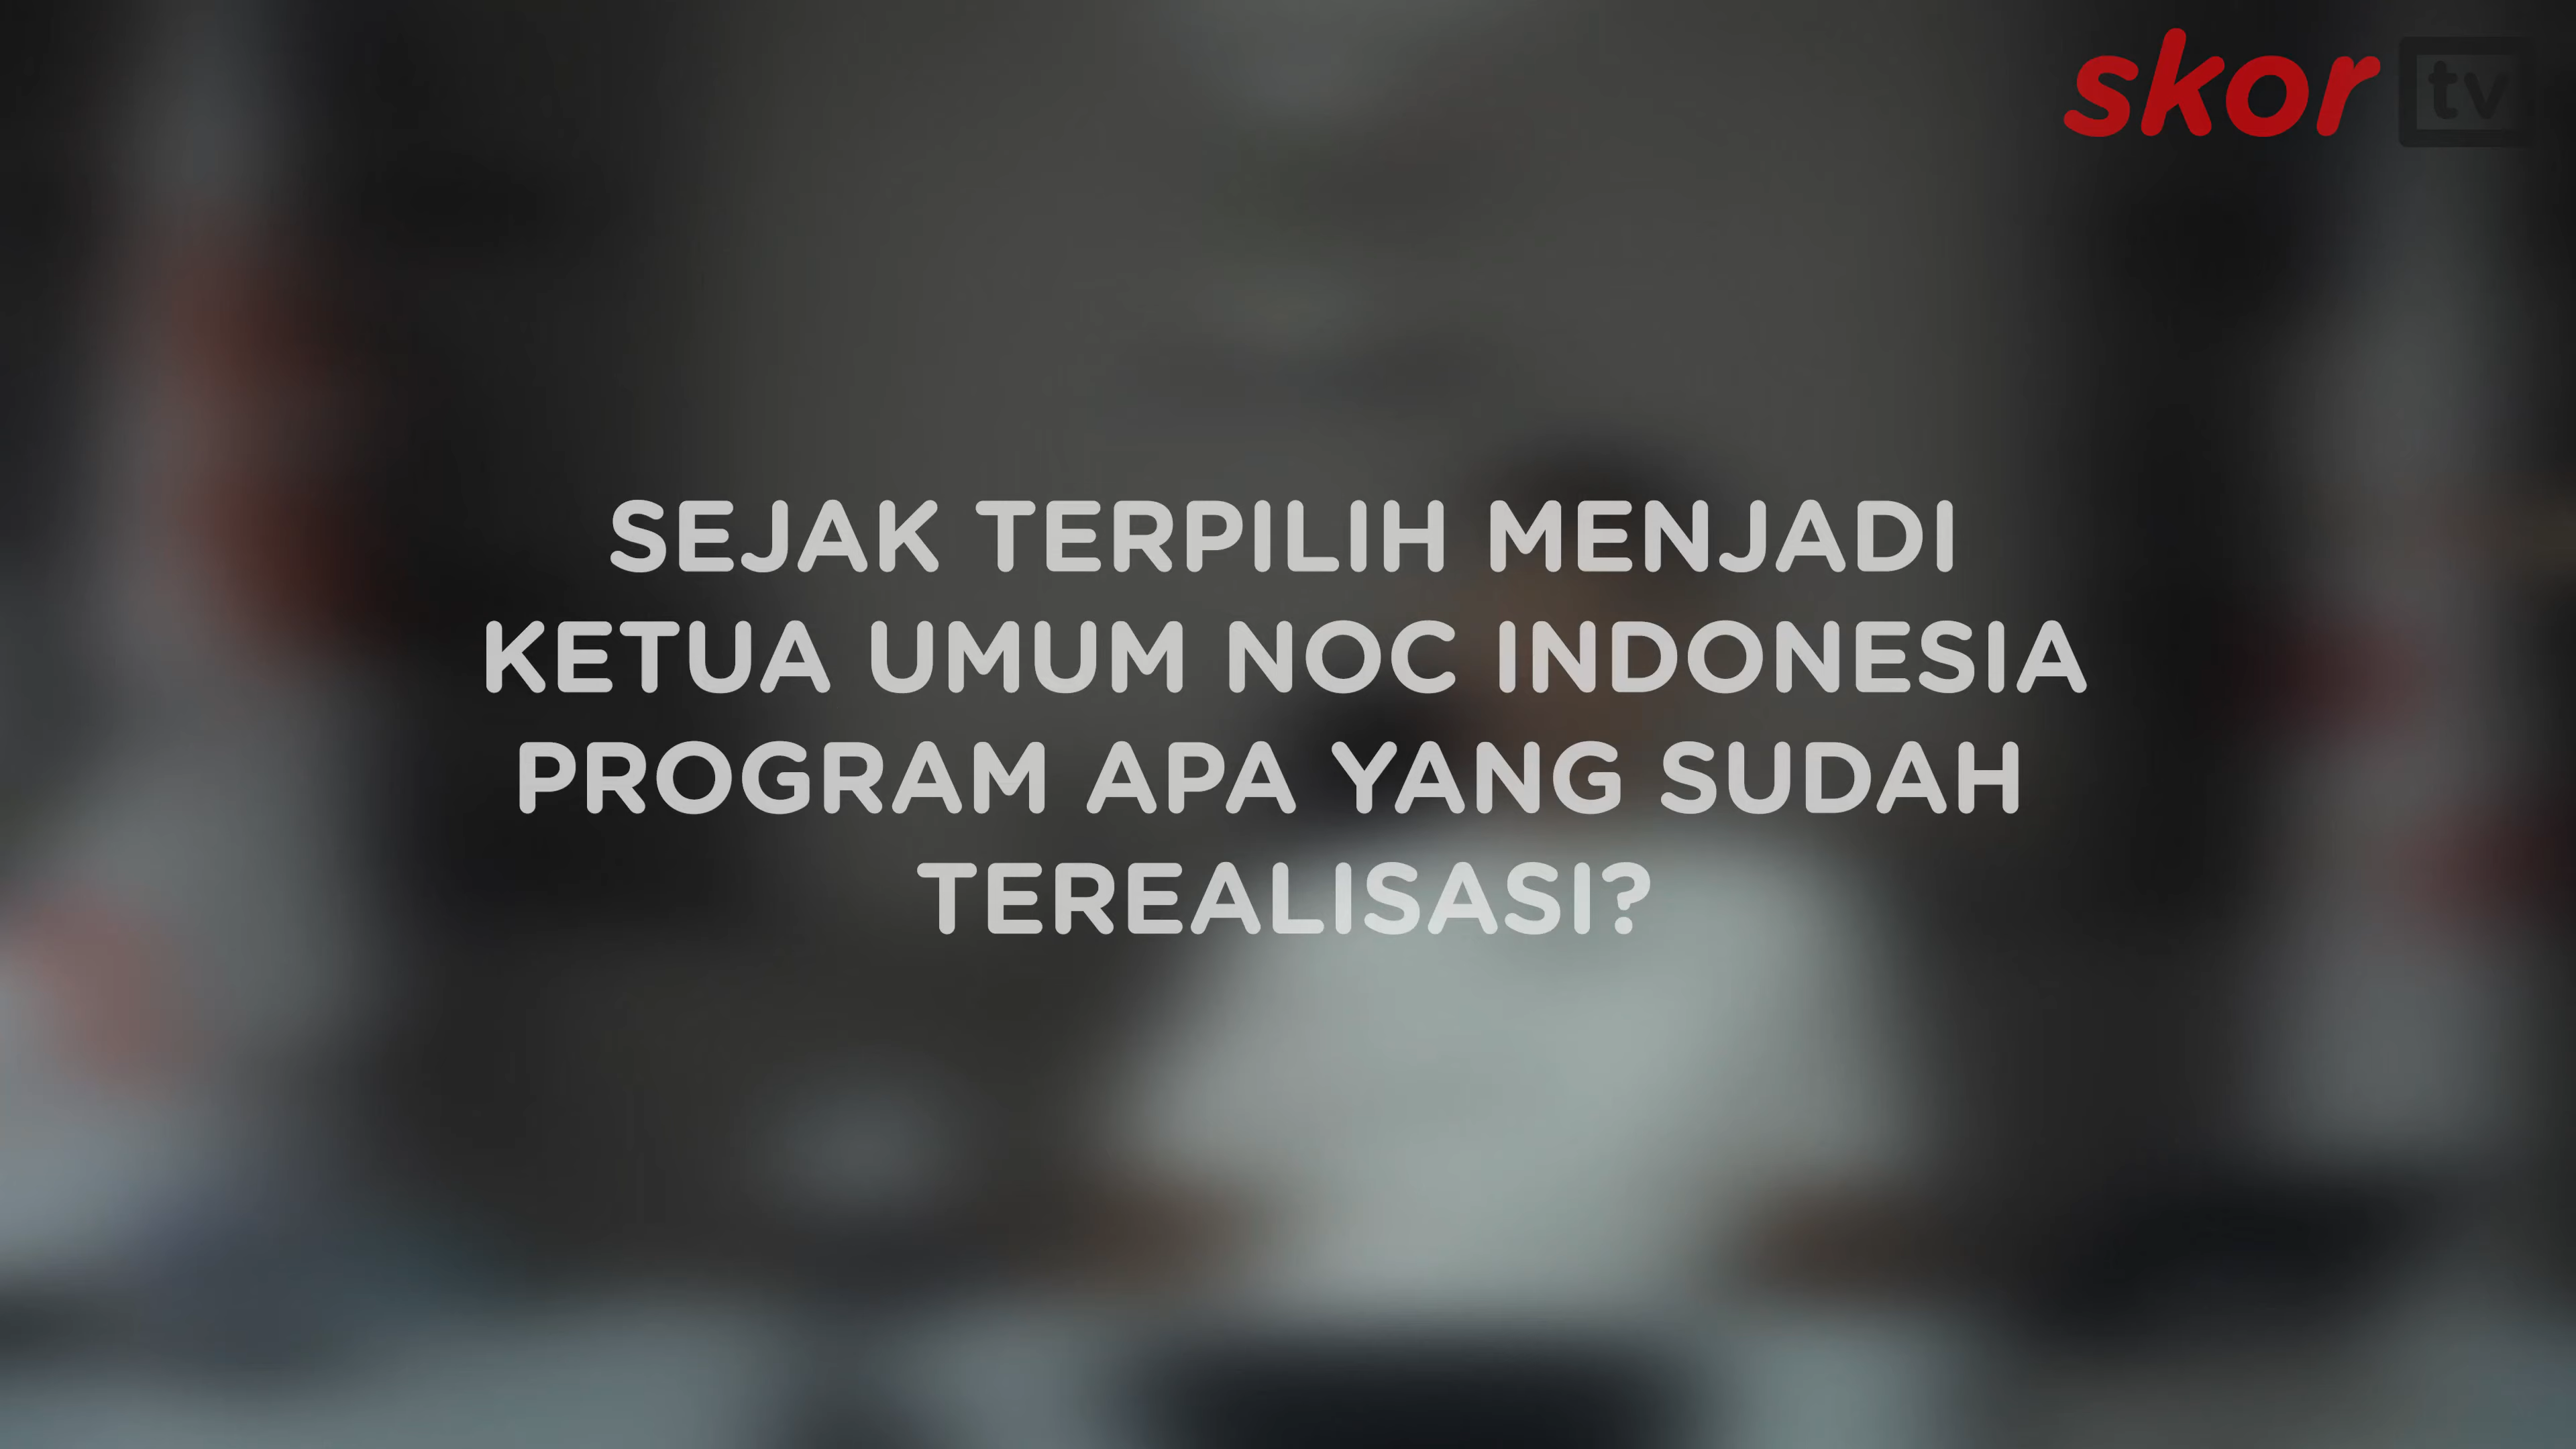 skor tv
SEJAK TERPILIH MENJADI
KETUA UMUM NOC INDONESIA
PROGRAM APA YANG SUDAH
TEREALISASI?